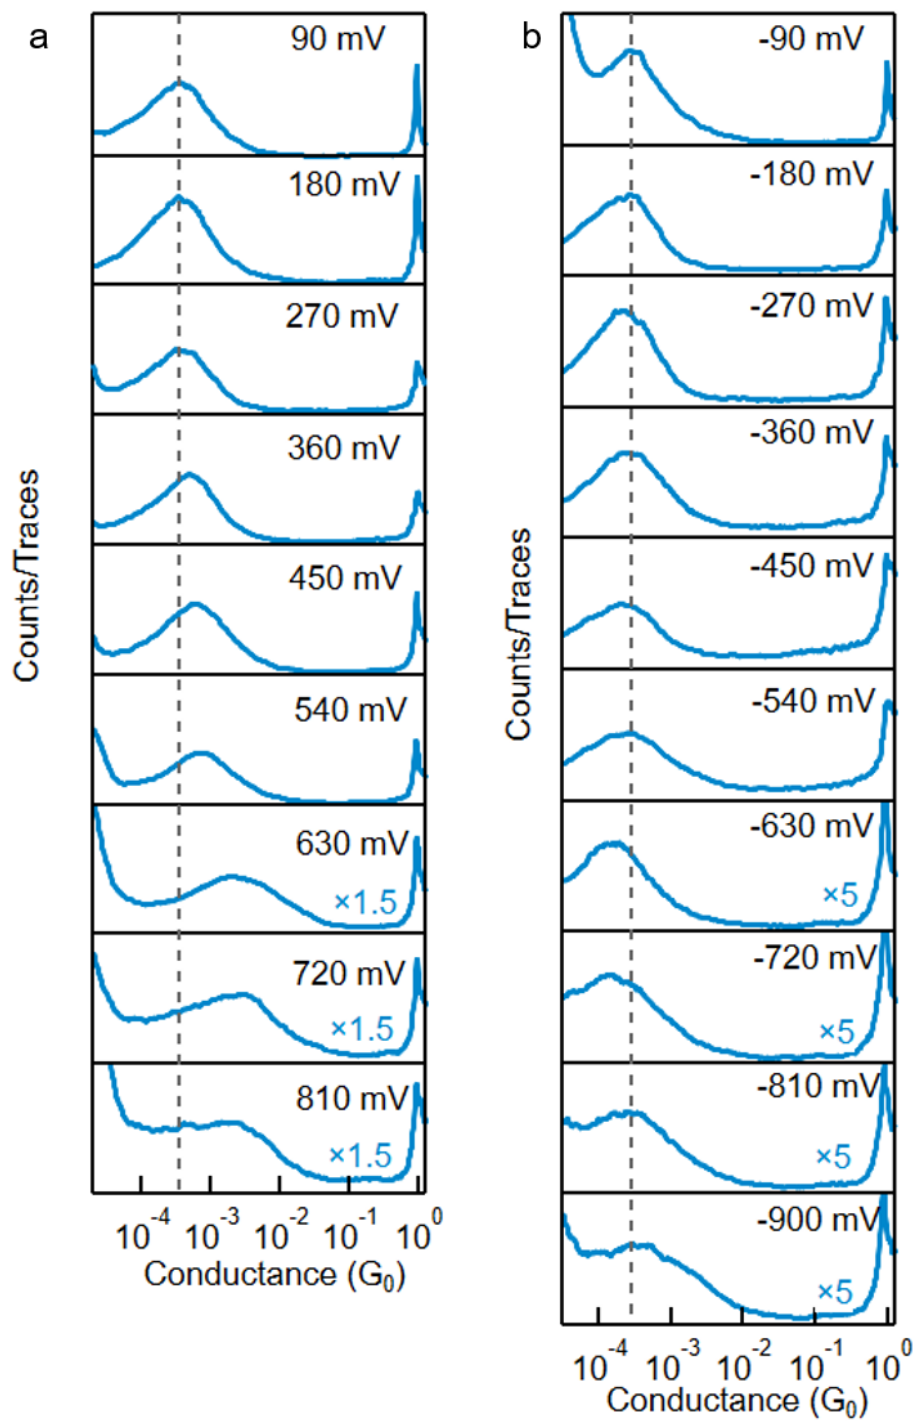 a
90 mV
180 mV
270 mV
360 mV
450 mV
540 mV
630 mV
×1.5
720 mV
×1.5
810 mV
×1.5
10⁻⁴ 10⁻³ 10⁻² 10⁻¹ 10⁰
Conductance (G₀)
Counts/Traces
b
-90 mV
-180 mV
-270 mV
-360 mV
-450 mV
-540 mV
-630 mV
×5
-720 mV
×5
-810 mV
×5
-900 mV
×5
10⁻⁴ 10⁻³ 10⁻² 10⁻¹ 10⁰
Conductance (G₀)
Counts/Traces